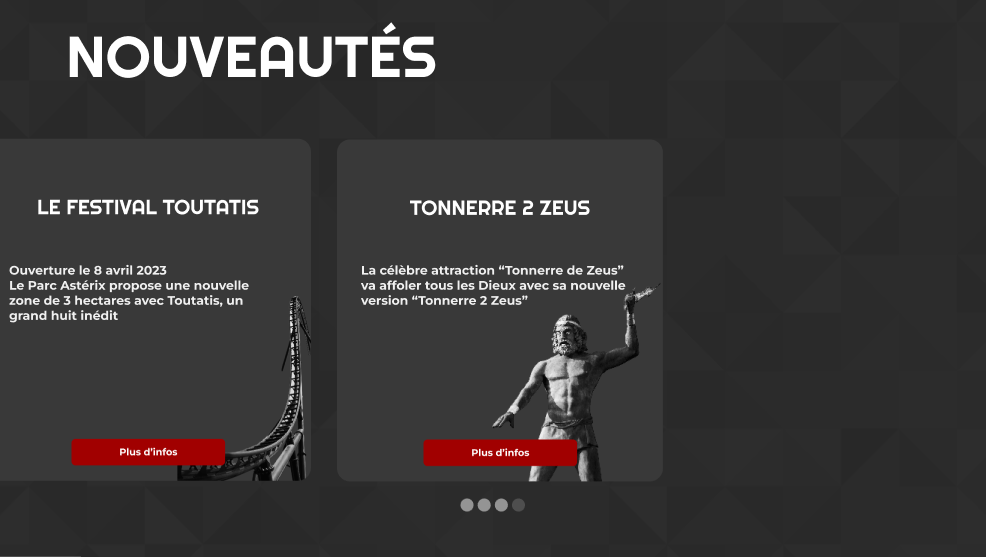 NOUVEAUTÉS
LE FESTIVAL TOUTATIS
Ouverture le 8 avril 2023
Le Parc Astérix propose une nouvelle
zone de 3 hectares avec Toutatis, un
grand huit inédit
Plus d’infos
TONNERRE 2 ZEUS
La célèbre attraction “Tonnerre de Zeus”
va affoler tous les Dieux avec sa nouvelle
version “Tonnerre 2 Zeus”
Plus d’infos